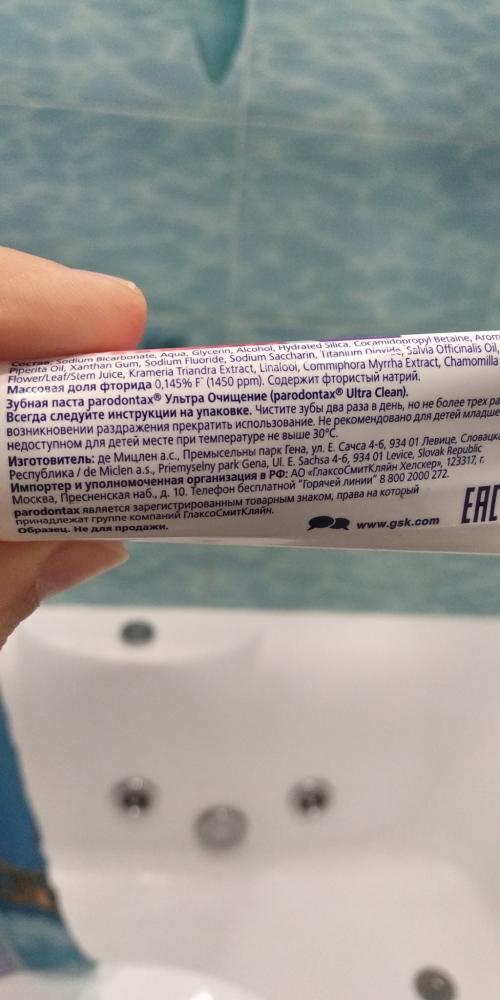 Состав: Sodium Bicarbonate, Aqua, Glycerin, Alcohol, Hydrated Silica, Cocamidopropyl Betaine, Arom
Piperita Oil, Xanthan Gum, Sodium Fluoride, Sodium Saccharin, Titanium Dioxide, Salvia Officinalis Oil,
Flower/Leaf/Stem Juice, Krameria Triandra Extract, Linalool, Commiphora Myrrha Extract, Chamomilla
Массовая доля фторида 0,145% F⁻ (1450 ppm). Содержит фтористый натрий.
Зубная паста parodontax® Ультра Очищение (parodontax® Ultra Clean).
Всегда следуйте инструкции на упаковке. Чистите зубы два раза в день, но не более трех ра
возникновении раздражения прекратить использование. Не рекомендовано для детей младше
недоступном для детей месте при температуре не выше 30°C.
Изготовитель: де Мицлен а.с., Премысельны парк Гена, ул. Е. Сачса 4-6, 934 01 Левице, Словацк
Республика / de Miclen a.s., Priemyselny park Gena, Ul. E. Sachsa 4-6, 934 01 Levice, Slovak Republic
Импортер и уполномоченная организация в РФ: АО «ГлаксоСмитКляйн Хелскер», 123317, г.
Москва, Пресненская наб., д. 10. Телефон бесплатной "Горячей линии" 8 800 2000 272.
parodontax является зарегистрированным товарным знаком, права на который
принадлежат группе компаний ГлаксоСмитКляйн.
Образец. Не для продажи.
www.gsk.com
EAC